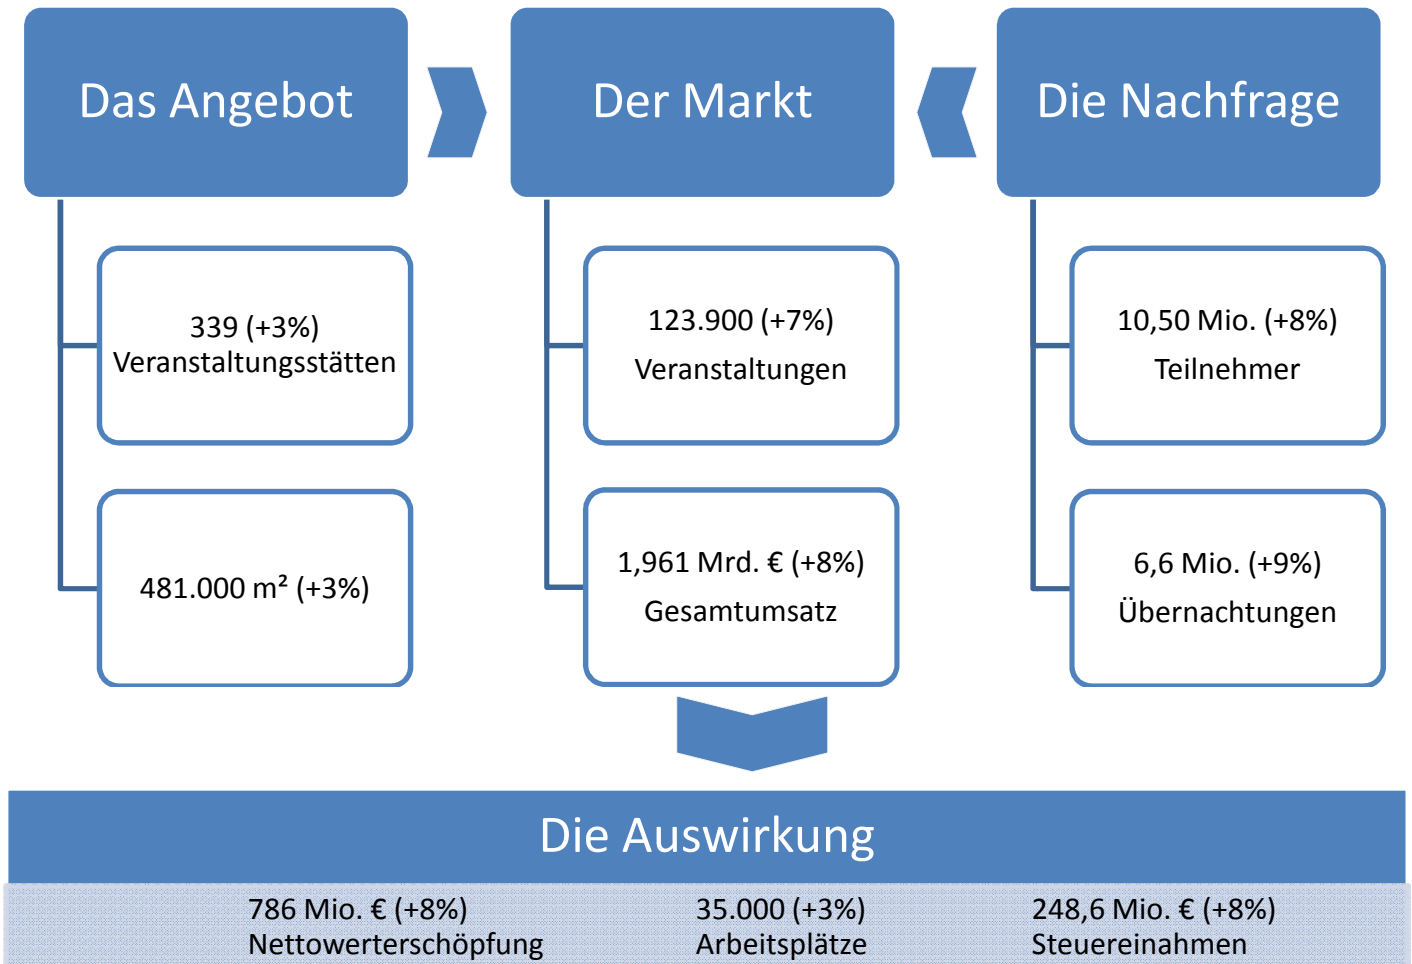 Das Angebot
339 (+3%)
Veranstaltungsstätten
481.000 m² (+3%)
Der Markt
123.900 (+7%)
Veranstaltungen
1,961 Mrd. € (+8%)
Gesamtumsatz
Die Nachfrage
10,50 Mio. (+8%)
Teilnehmer
6,6 Mio. (+9%)
Übernachtungen
Die Auswirkung
786 Mio. € (+8%)
Nettowerterschöpfung
35.000 (+3%)
Arbeitsplätze
248,6 Mio. € (+8%)
Steuereinahmen